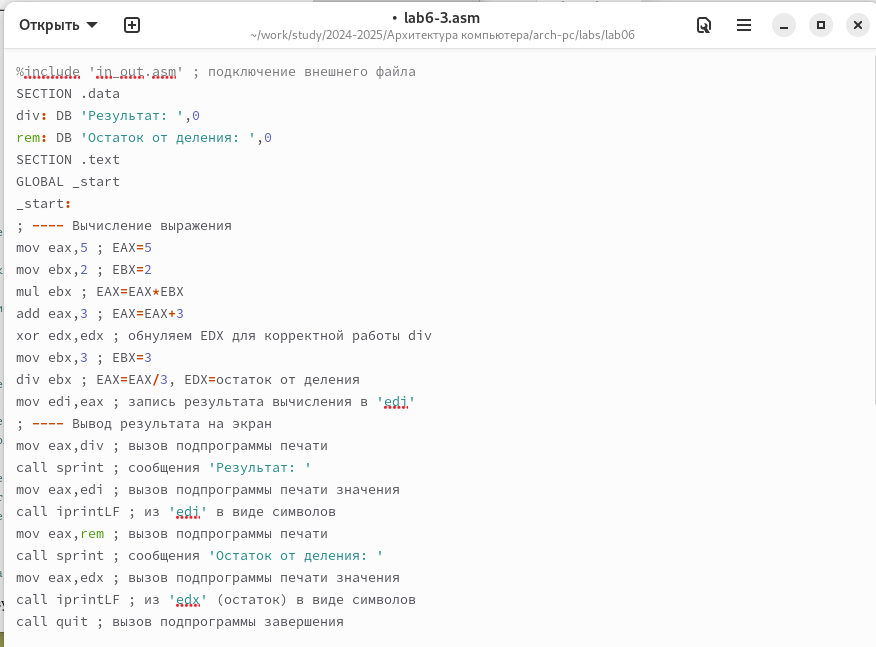 Открыть
• lab6-3.asm
~/work/study/2024-2025/Архитектура компьютера/arch-pc/labs/lab06
%include 'in_out.asm' ; подключение внешнего файла
SECTION .data
div: DB 'Результат: ',0
rem: DB 'Остаток от деления: ',0
SECTION .text
GLOBAL _start
_start:
; ---- Вычисление выражения
mov eax,5 ; EAX=5
mov ebx,2 ; EBX=2
mul ebx ; EAX=EAX*EBX
add eax,3 ; EAX=EAX+3
xor edx,edx ; обнуляем EDX для корректной работы div
mov ebx,3 ; EBX=3
div ebx ; EAX=EAX/3, EDX=остаток от деления
mov edi,eax ; запись результата вычисления в 'edi'
; ---- Вывод результата на экран
mov eax,div ; вызов подпрограммы печати
call sprint ; сообщения 'Результат: '
mov eax,edi ; вызов подпрограммы печати значения
call iprintLF ; из 'edi' в виде символов
mov eax,rem ; вызов подпрограммы печати
call sprint ; сообщения 'Остаток от деления: '
mov eax,edx ; вызов подпрограммы печати значения
call iprintLF ; из 'edx' (остаток) в виде символов
call quit ; вызов подпрограммы завершения